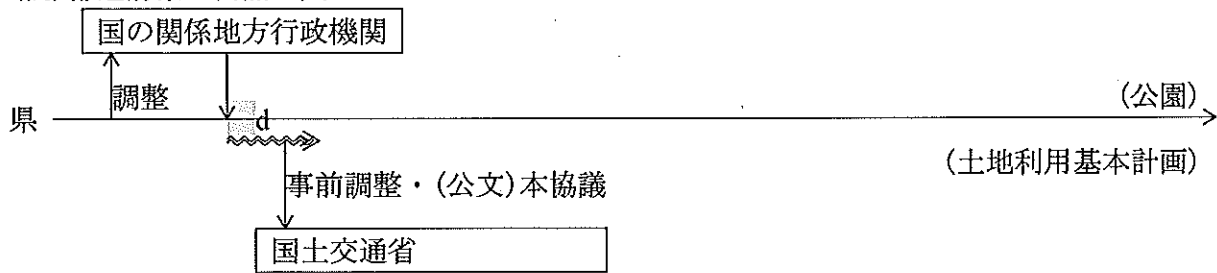 国の関係地方行政機関
調整
(公園)
県
d
(土地利用基本計画)
事前調整・(公文)本協議
国土交通省